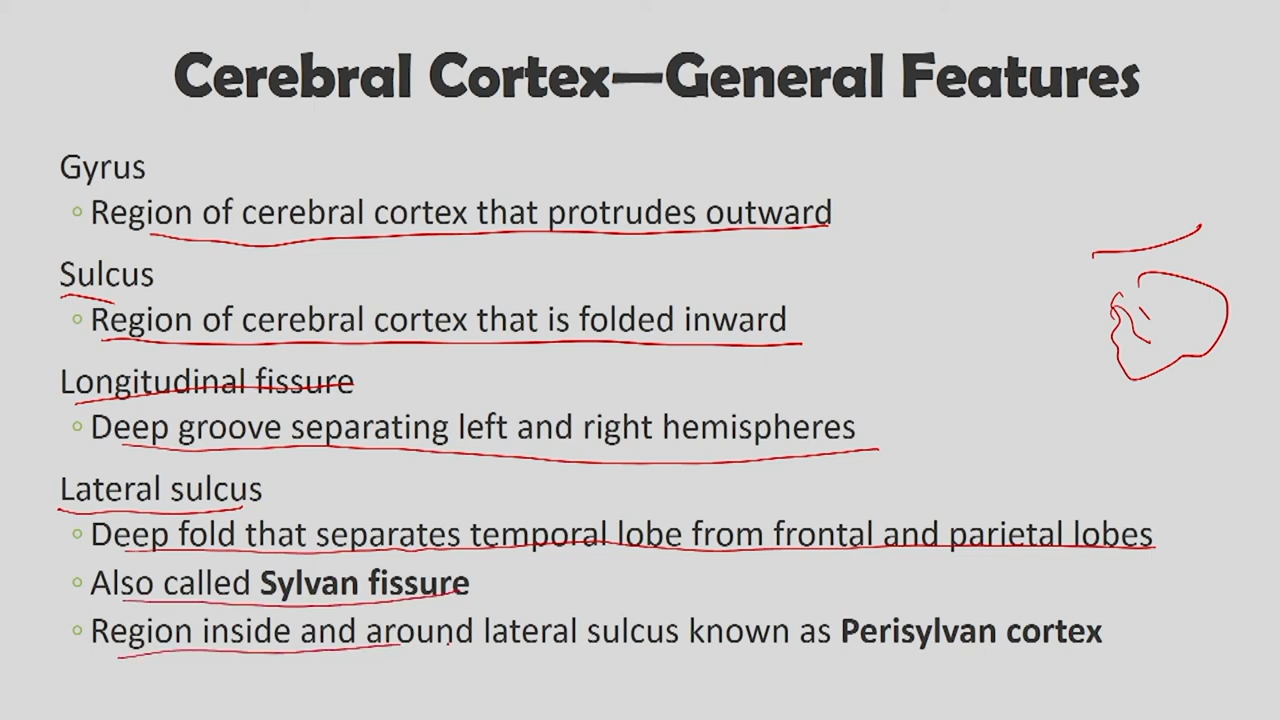 Cerebral Cortex—General Features
Gyrus
◦ Region of cerebral cortex that protrudes outward
Sulcus
◦ Region of cerebral cortex that is folded inward
Longitudinal fissure
◦ Deep groove separating left and right hemispheres
Lateral sulcus
◦ Deep fold that separates temporal lobe from frontal and parietal lobes
◦ Also called Sylvan fissure
◦ Region inside and around lateral sulcus known as Perisylvan cortex